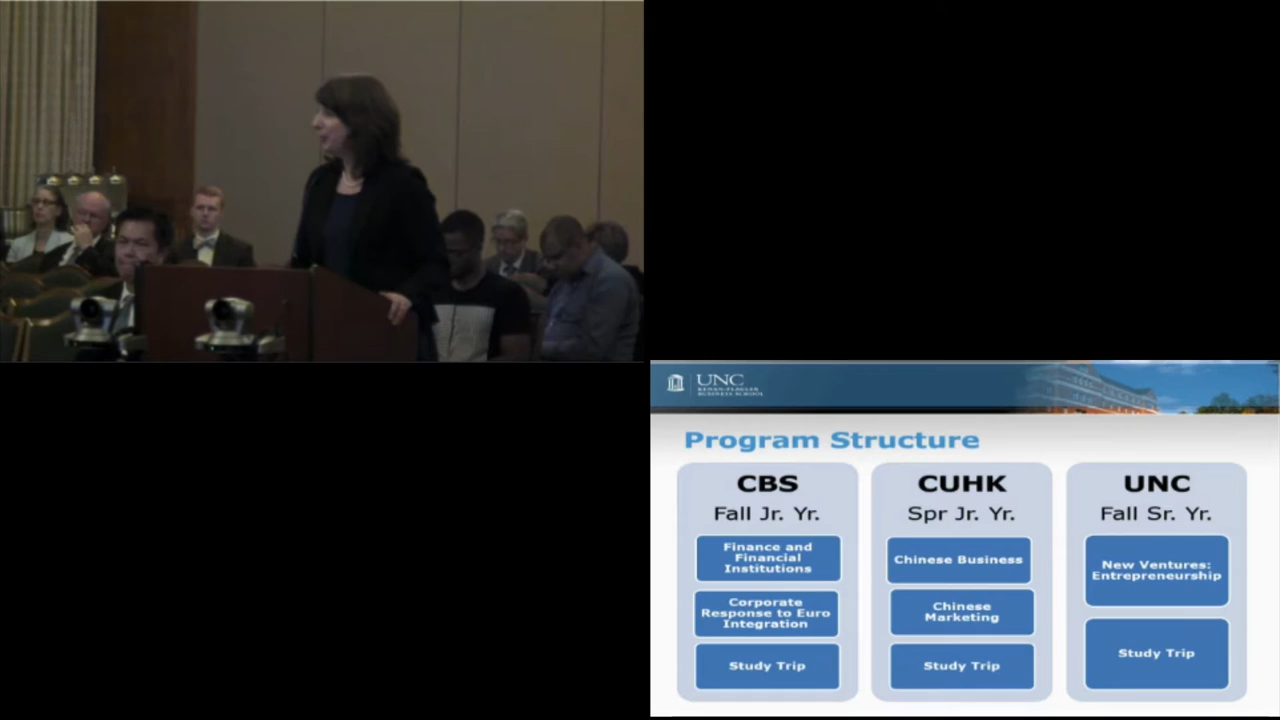 UNC
KENAN-FLAGLER
BUSINESS SCHOOL
Program Structure
CBS
Fall Jr. Yr.
Finance and
Financial
Institutions
Corporate
Response to Euro
Integration
Study Trip
CUHK
Spr Jr. Yr.
Chinese Business
Chinese
Marketing
Study Trip
UNC
Fall Sr. Yr.
New Ventures:
Entrepreneurship
Study Trip